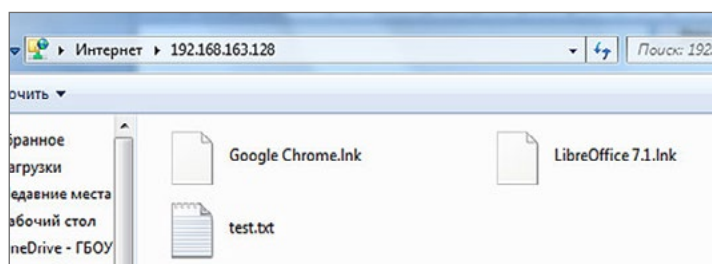 Интернет 192.168.163.128 Поиск: 192.
очить
бранное
агрузки
едавние места
абочий стол
neDrive - ГБОУ
Google Chrome.lnk
LibreOffice 7.1.lnk
test.txt